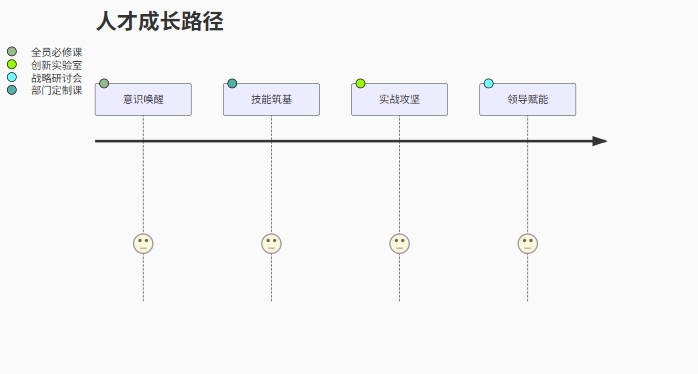 人才成长路径
全员必修课
创新实验室
战略研讨会
部门定制课
意识唤醒
技能筑基
实战攻坚
领导赋能